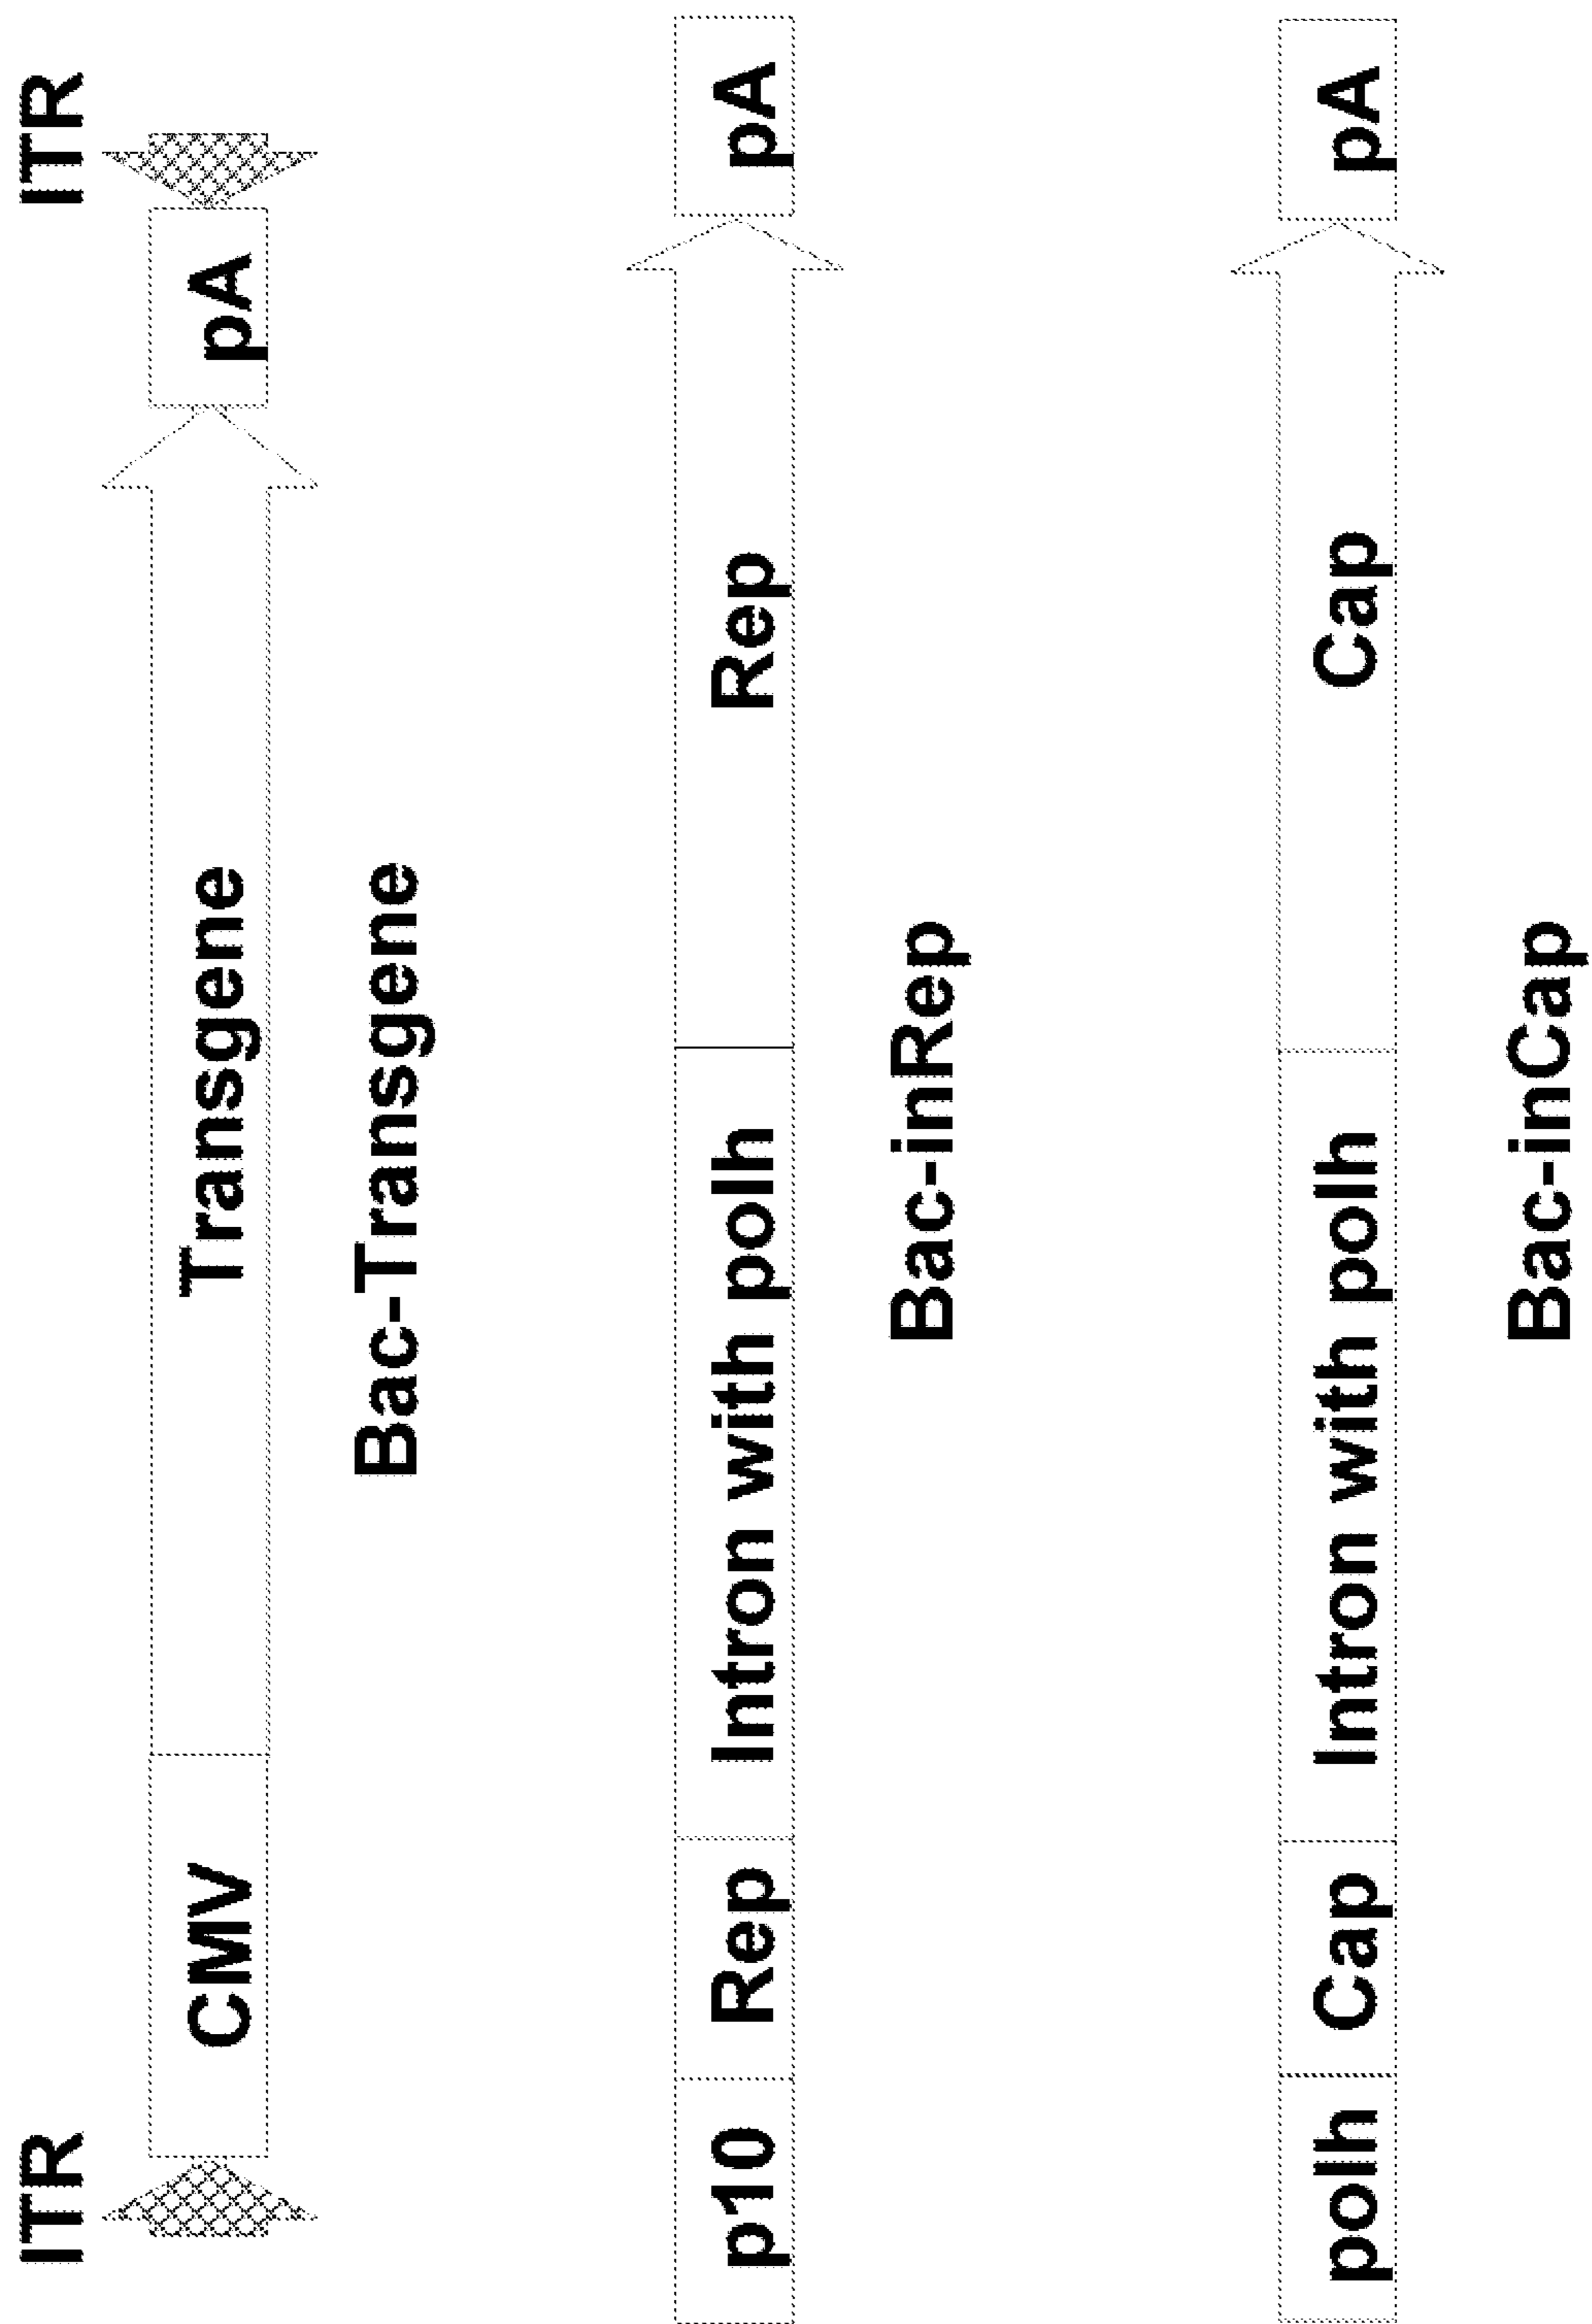 ITR ITR
CMV Transgene pA
Bac-Transgene
p10 Rep Intron with polh Rep pA
Bac-inRep
polh Cap Intron with polh Cap pA
Bac-inCap